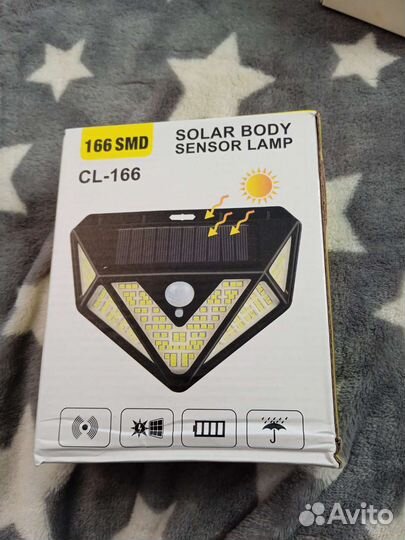 166 SMD
SOLAR BODY
SENSOR LAMP
CL-166
Avito